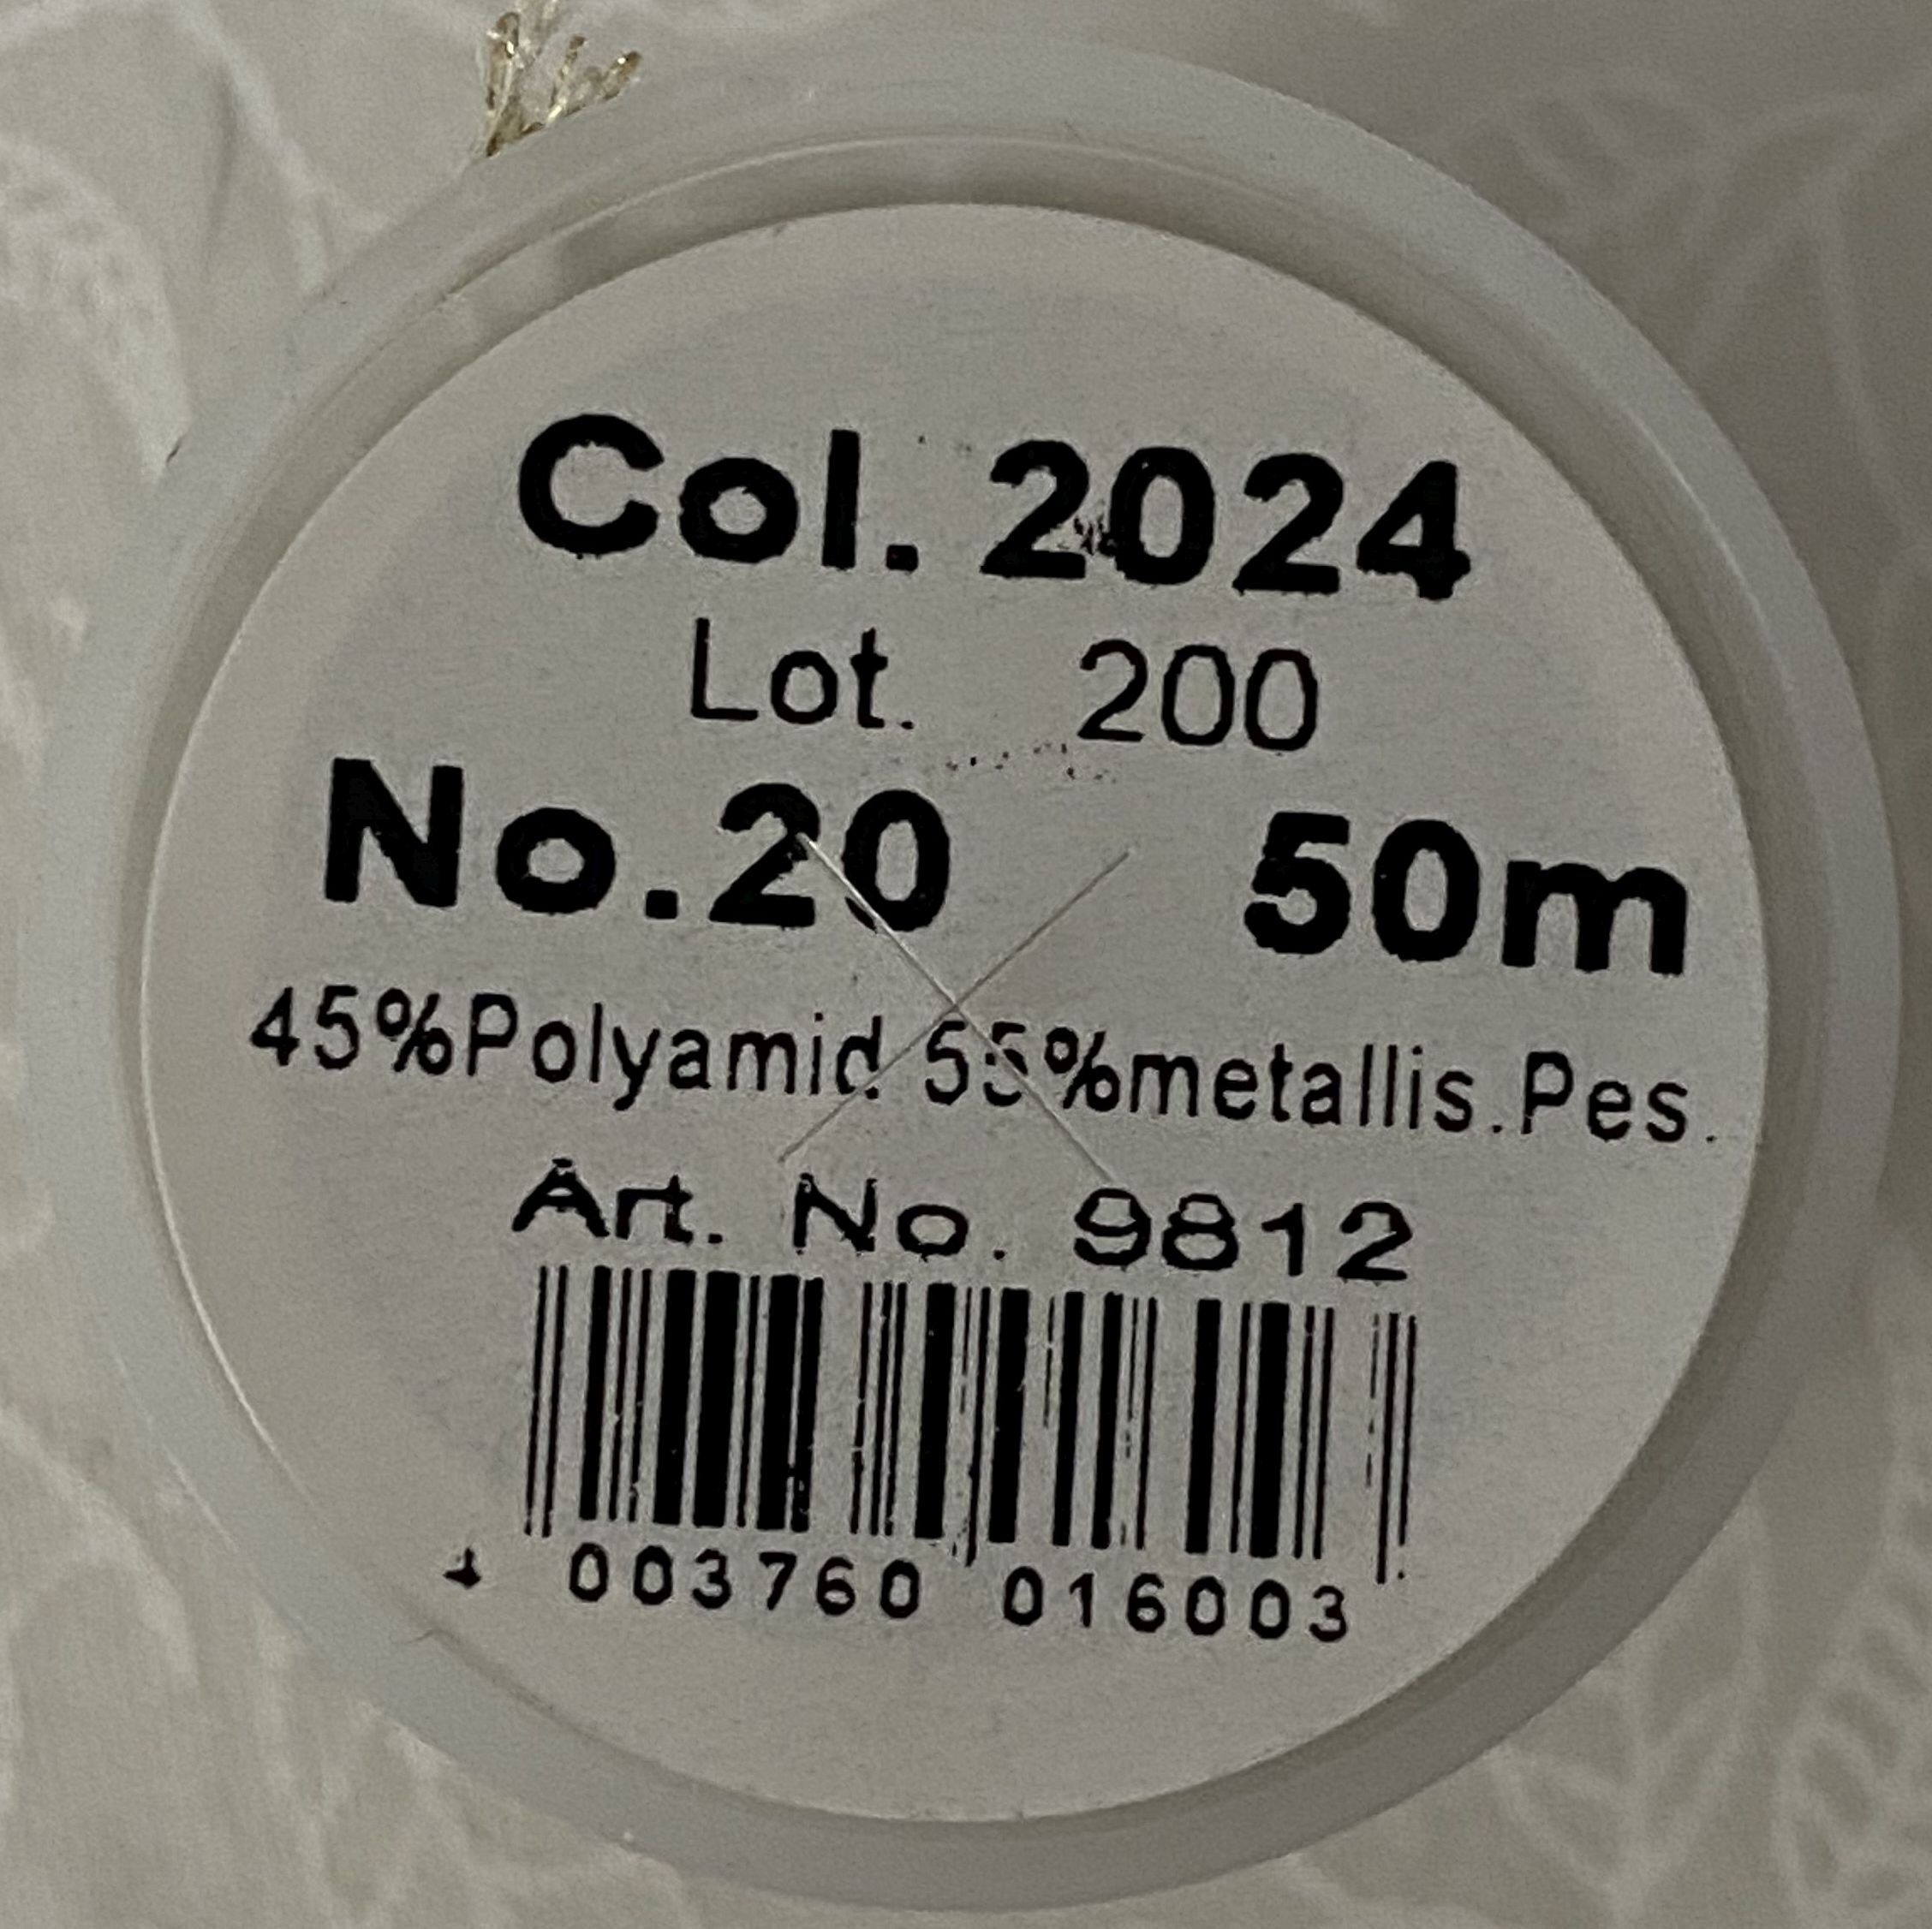 Col. 2024
Lot. 200
No.20 50m
45%Polyamid 55%metallis.Pes.
Art. No. 9812
4 003760 016003